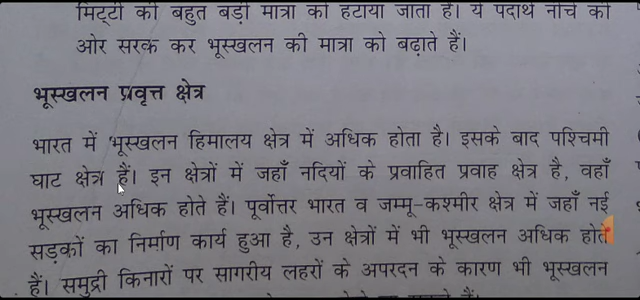 मिट्टी की बहुत बड़ी मात्रा को हटाया जाता है। ये पदार्थ नीचे की
ओर सरक कर भूस्खलन की मात्रा को बढ़ाते हैं।
भूस्खलन प्रवृत्त क्षेत्र
भारत में भूस्खलन हिमालय क्षेत्र में अधिक होता है। इसके बाद पश्चिमी
घाट क्षेत्र हैं। इन क्षेत्रों में जहाँ नदियों के प्रवाहित प्रवाह क्षेत्र है, वहाँ
भूस्खलन अधिक होते हैं। पूर्वोत्तर भारत व जम्मू-कश्मीर क्षेत्र में जहाँ नई
सड़कों का निर्माण कार्य हुआ है, उन क्षेत्रों में भी भूस्खलन अधिक होते
हैं। समुद्री किनारों पर सागरीय लहरों के अपरदन के कारण भी भूस्खलन